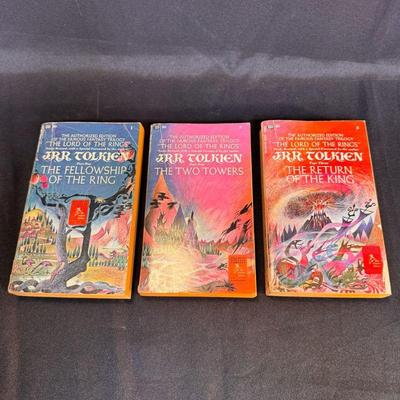 THE AUTHORIZED EDITION
OF THE FAMOUS FANTASY TRILOGY
"THE LORD OF THE RINGS"
J.R.R. TOLKIEN
Part One
THE FELLOWSHIP
OF THE RING
THE AUTHORIZED EDITION
OF THE FAMOUS FANTASY TRILOGY
"THE LORD OF THE RINGS"
J.R.R. TOLKIEN
THE TWO TOWERS
THE AUTHORIZED EDITION
OF THE FAMOUS FANTASY TRILOGY
"THE LORD OF THE RINGS"
J.R.R. TOLKIEN
Part Three
THE RETURN OF
THE KING